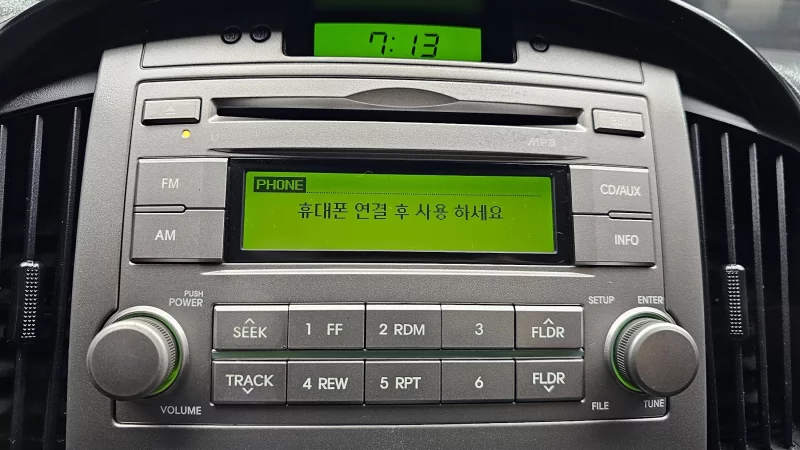 7:13
MP3
FM
PHONE
CD/AUX
휴대폰 연결 후 사용 하세요
AM
INFO
PUSH
POWER
SETUP
ENTER
SEEK
1 FF
2 RDM
3
FLDR
TRACK
4 REW
5 RPT
6
FLDR
VOLUME
FILE
TUNE